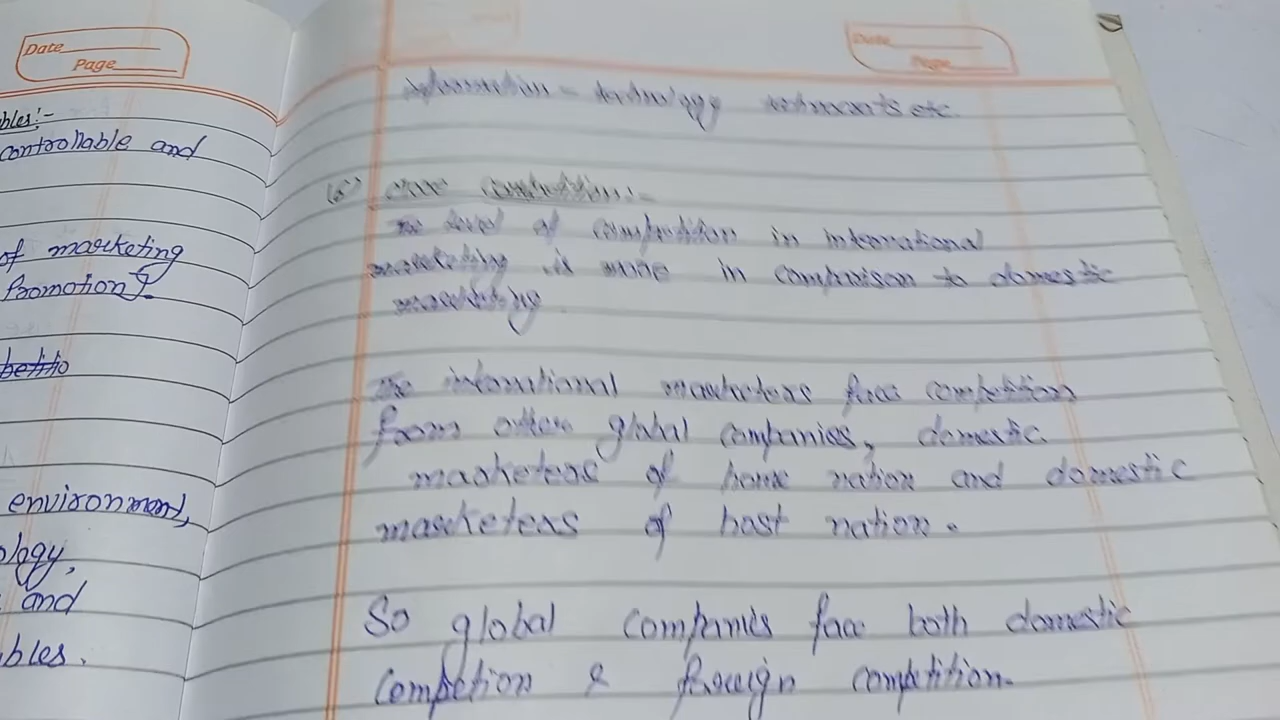 Date
Page
bles:-
controllable and
of marketing
Promotion}.
betitio
environment,
ology,
and
bles.
Date
Page
information - technology etc.
The level of competition in international
marketing is more in comparison to domestic
marketing.
The international marketers face competition
from other global companies, domestic
marketers of home nation and domestic
marketers of host nation.
So global companies face both domestic
competion & foreign competition.